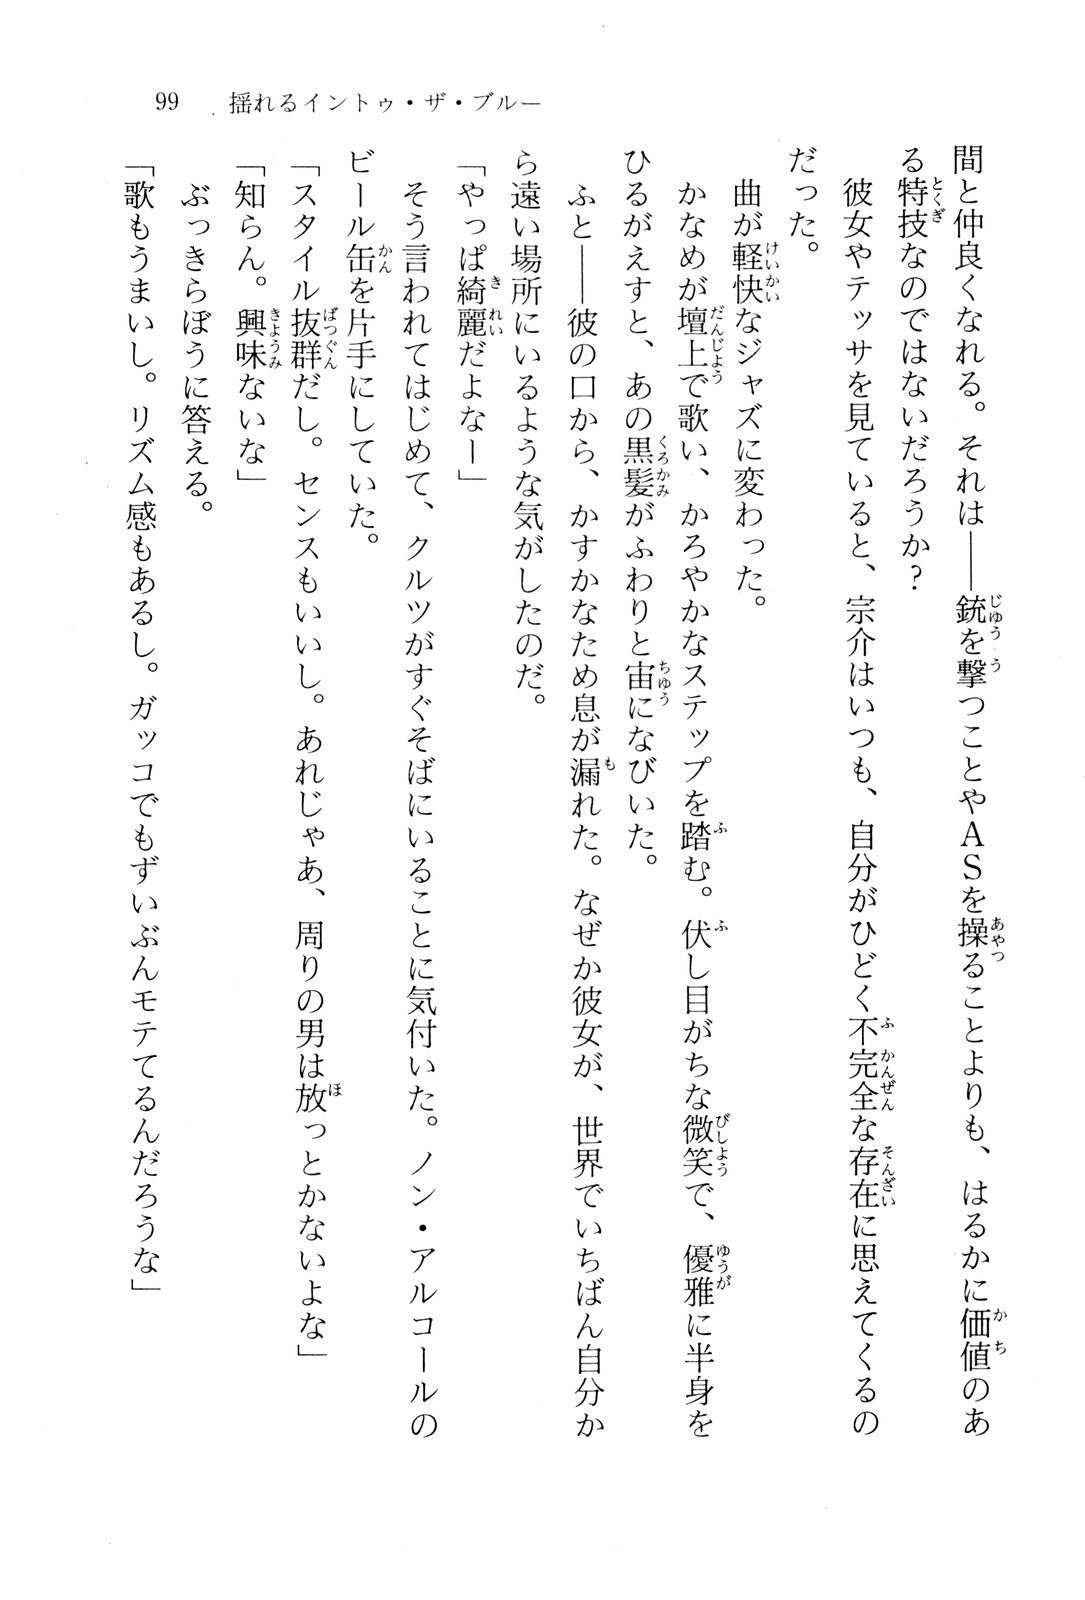 99 揺れるイントゥ・ザ・ブルー
間と仲良くなれる。それは――銃を撃つことやASを操ることよりも、はるかに価値のあ
る特技なのではないだろうか？
　彼女やテッサを見ていると、宗介はいつも、自分がひどく不完全な存在に思えてくるの
だった。
　曲が軽快なジャズに変わった。
　かなめが壇上で歌い、かろやかなステップを踏む。伏し目がちな微笑で、優雅に半身を
ひるがえすと、あの黒髪がふわりと宙になびいた。
　ふと――彼の口から、かすかなため息が漏れた。なぜか彼女が、世界でいちばん自分か
ら遠い場所にいるような気がしたのだ。
「やっぱ綺麗だよなー」
　そう言われてはじめて、クルツがすぐそばにいることに気付いた。ノン・アルコールの
ビール缶を片手にしていた。
「スタイル抜群だし。センスもいいし。あれじゃあ、周りの男は放っとかないよな」
「知らん。興味ないな」
　ぶっきらぼうに答える。
「歌もうまいし。リズム感もあるし。ガッコでもずいぶんモテてるんだろうな」